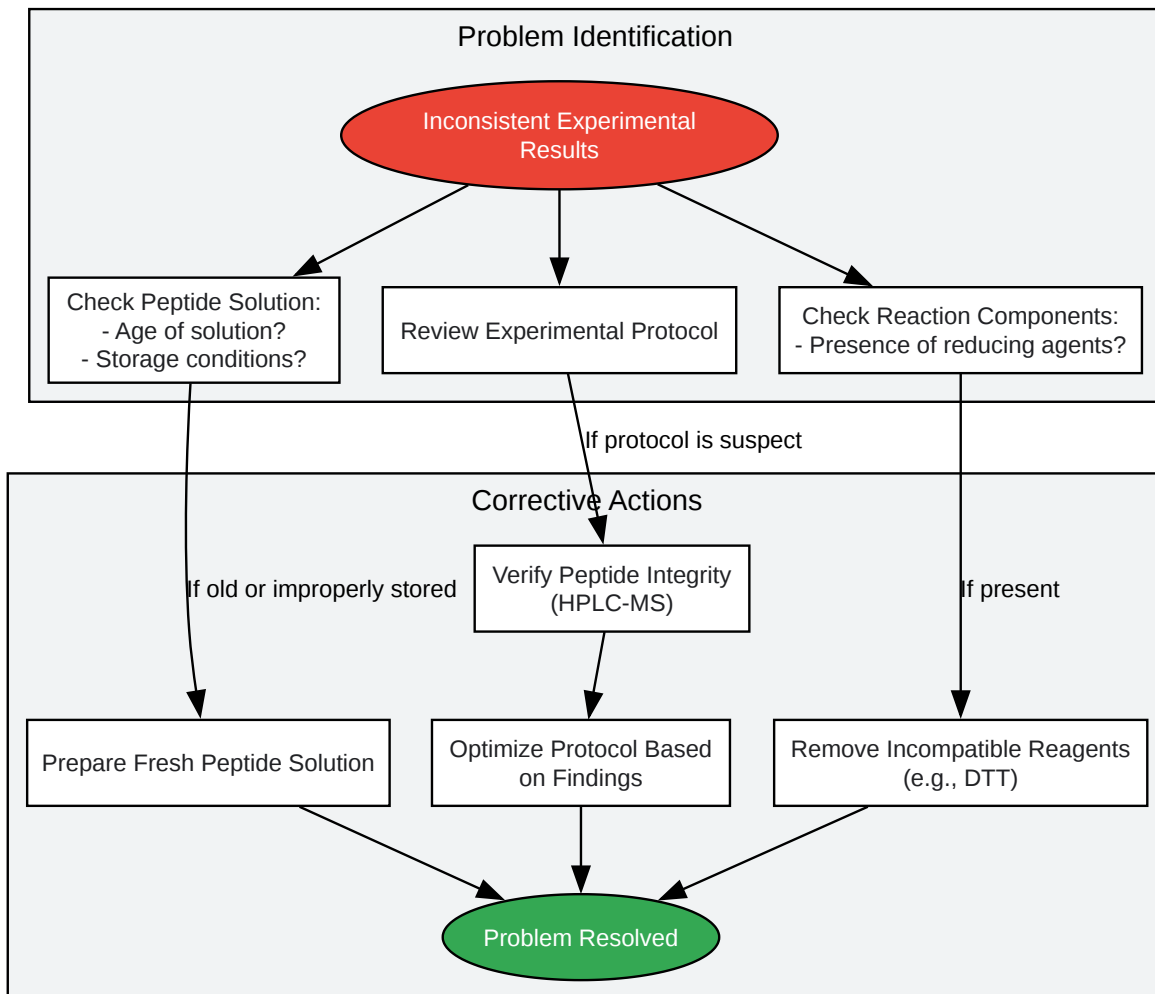 Problem Identification
Inconsistent Experimental
Results
Check Peptide Solution:
- Age of solution?
- Storage conditions?
Review Experimental Protocol
Check Reaction Components:
- Presence of reducing agents?
If protocol is suspect
Corrective Actions
If old or improperly stored
Verify Peptide Integrity
(HPLC-MS)
If present
Prepare Fresh Peptide Solution
Optimize Protocol Based
on Findings
Remove Incompatible Reagents
(e.g., DTT)
Problem Resolved